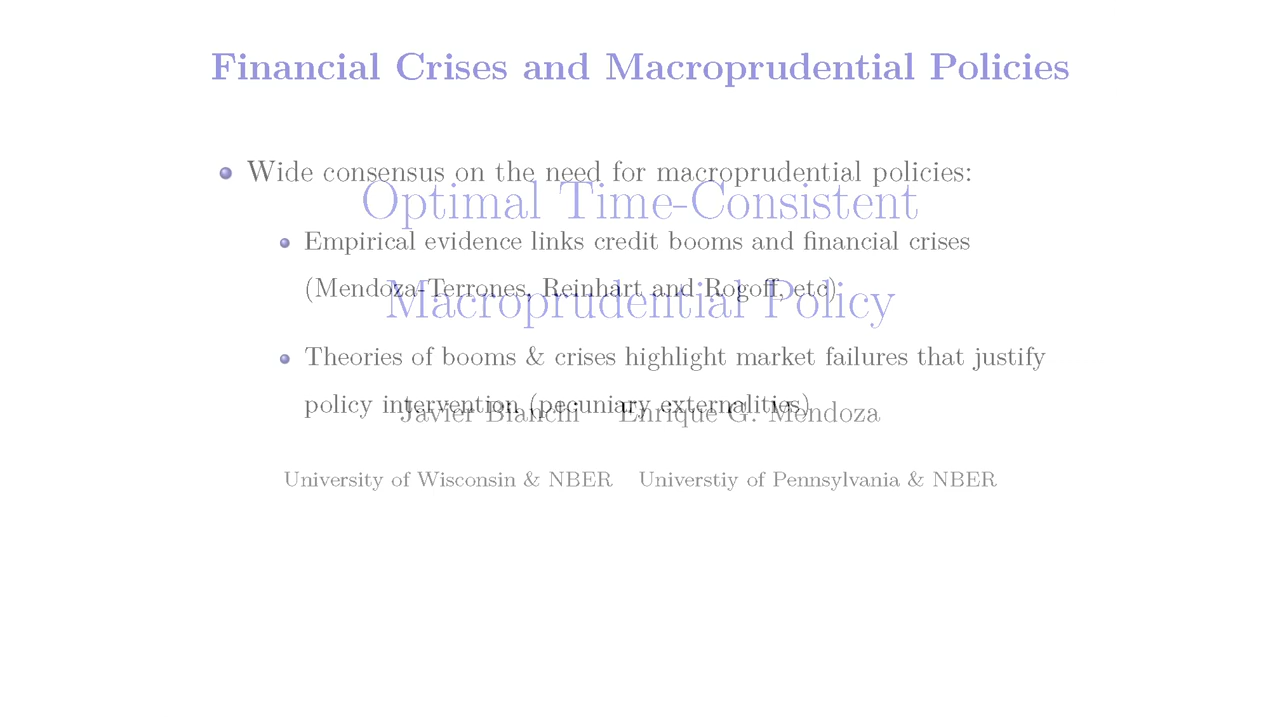 Financial Crises and Macroprudential Policies
Wide consensus on the need for macroprudential policies:
Optimal Time-Consistent
Empirical evidence links credit booms and financial crises
(Mendoza-Terrones, Reinhart and Rogoff, etc)
Macroprudential Policy
Theories of booms & crises highlight market failures that justify
policy intervention (pecuniary externalities)
Javier Bianchi Enrique G. Mendoza
University of Wisconsin & NBER Universtiy of Pennsylvania & NBER